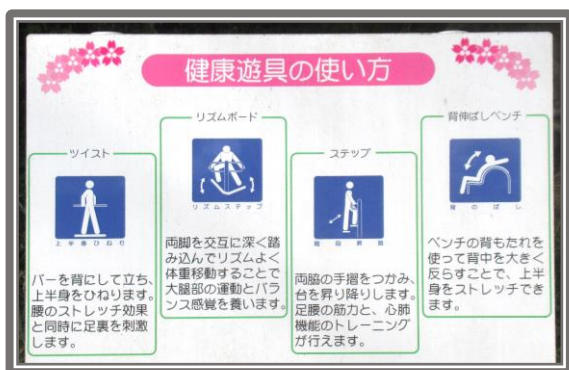 健康遊具の使い方
ツイスト
上半身ひねり
バーを背にして立ち、
上半身をひねります。
腰のストレッチ効果
と同時に足裏を刺激
します。
リズムボード
リズムステップ
両脚を交互に深く踏
み込んでリズムよく
体重移動することで
大腿部の運動とバラ
ンス感覚を養います。
ステップ
踏台昇降
両脇の手摺をつかみ、
台を昇り降りします。
足腰の筋力と、心肺
機能のトレーニング
が行えます。
背伸ばしベンチ
背のばし
ベンチの背もたれを
使って背中を大きく
反らすことで、上半
身をストレッチでき
ます。